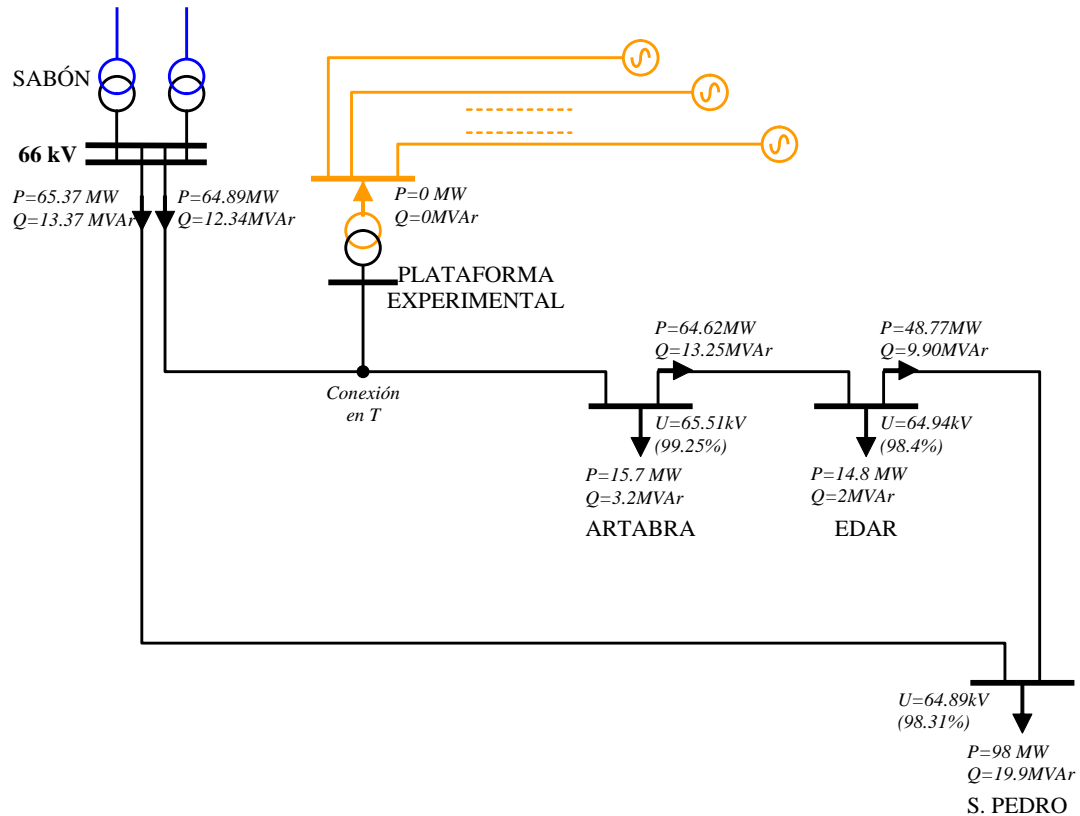 SABÓN
66 kV
P=65.37 MW
Q=13.37 MVAr
P=64.89MW
Q=12.34MVAr
P=0 MW
Q=0MVAr
PLATAFORMA
EXPERIMENTAL
Conexión
en T
P=64.62MW
Q=13.25MVAr
P=48.77MW
Q=9.90MVAr
U=65.51kV
(99.25%)
U=64.94kV
(98.4%)
P=15.7 MW
Q=3.2MVAr
P=14.8 MW
Q=2MVAr
ARTABRA
EDAR
U=64.89kV
(98.31%)
P=98 MW
Q=19.9MVAr
S. PEDRO